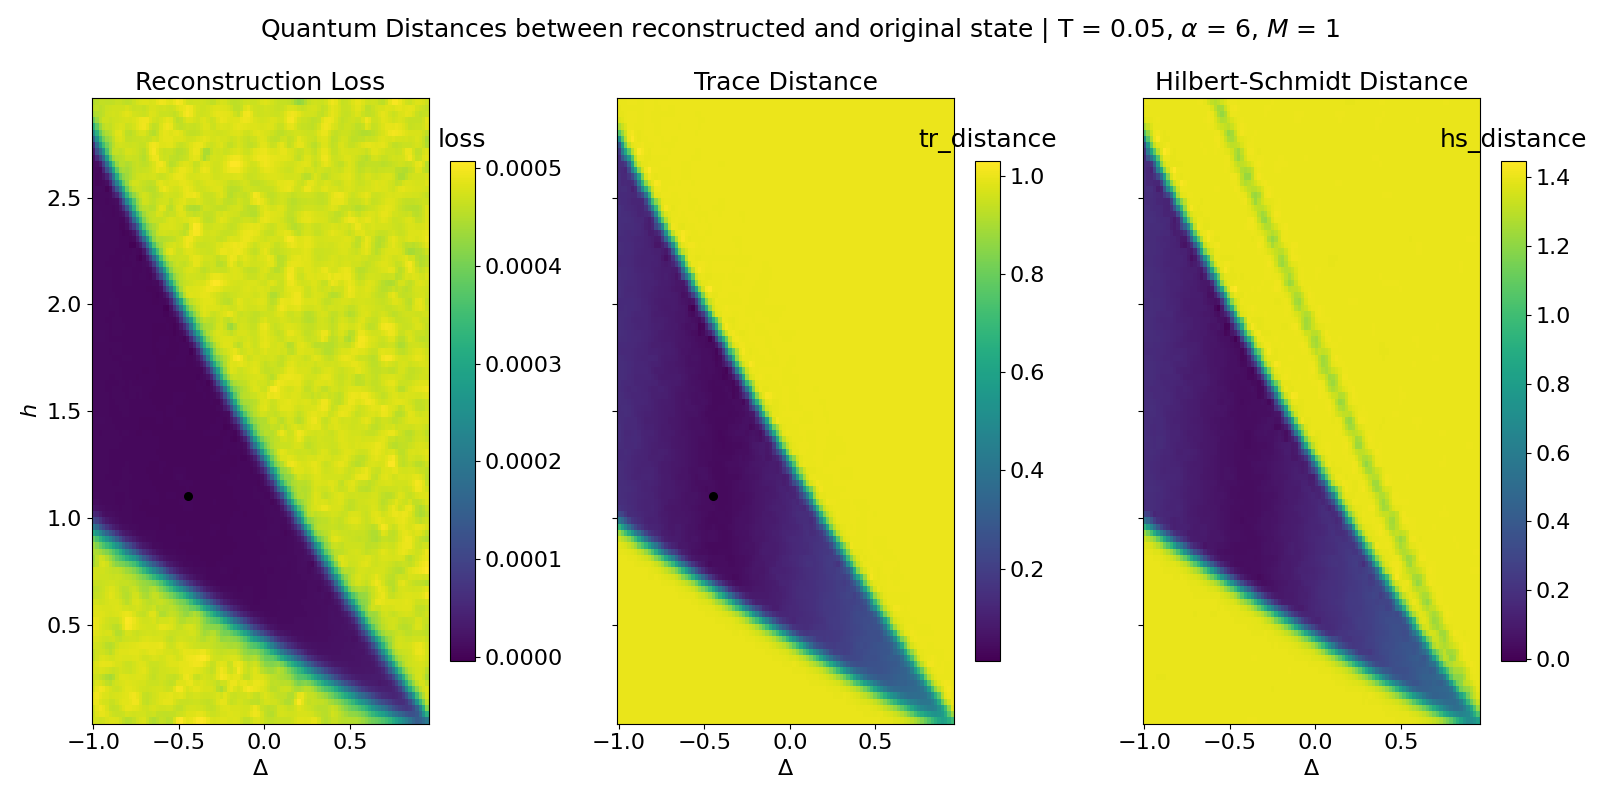 Quantum Distances between reconstructed and original state | T = 0.05, α = 6, M = 1
Reconstruction Loss
Trace Distance
Hilbert-Schmidt Distance
loss
tr_distance
hs_distance
0.0005
0.0004
0.0003
0.0002
0.0001
0.0000
1.0
0.8
0.6
0.4
0.2
1.4
1.2
1.0
0.8
0.6
0.4
0.2
0.0
h
2.5
2.0
1.5
1.0
0.5
−1.0 −0.5 0.0 0.5
−1.0 −0.5 0.0 0.5
−1.0 −0.5 0.0 0.5
Δ
Δ
Δ